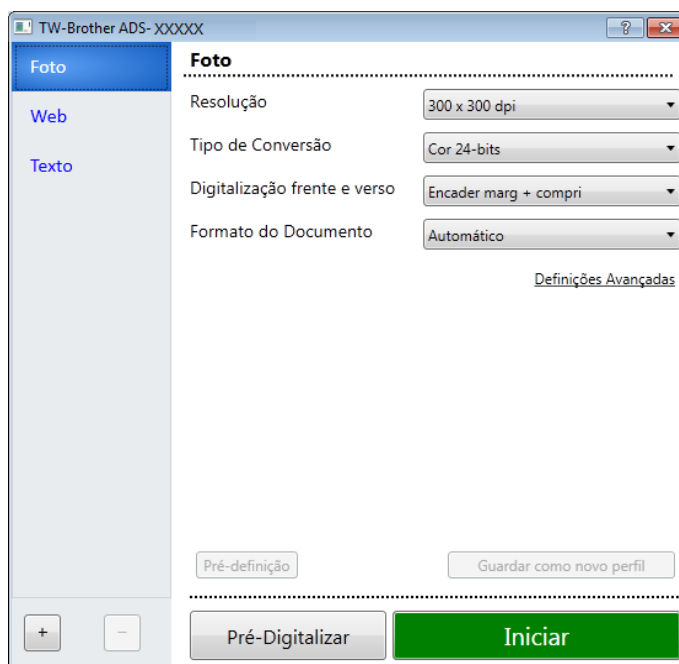 TW-Brother ADS-XXXXX
?
Foto
Web
Texto
Foto
Resolução
300 x 300 dpi
Tipo de Conversão
Cor 24-bits
Digitalização frente e verso
Encader marg + compri
Formato do Documento
Automático
Definições Avançadas
Pré-definição
Guardar como novo perfil
+
−
Pré-Digitalizar
Iniciar